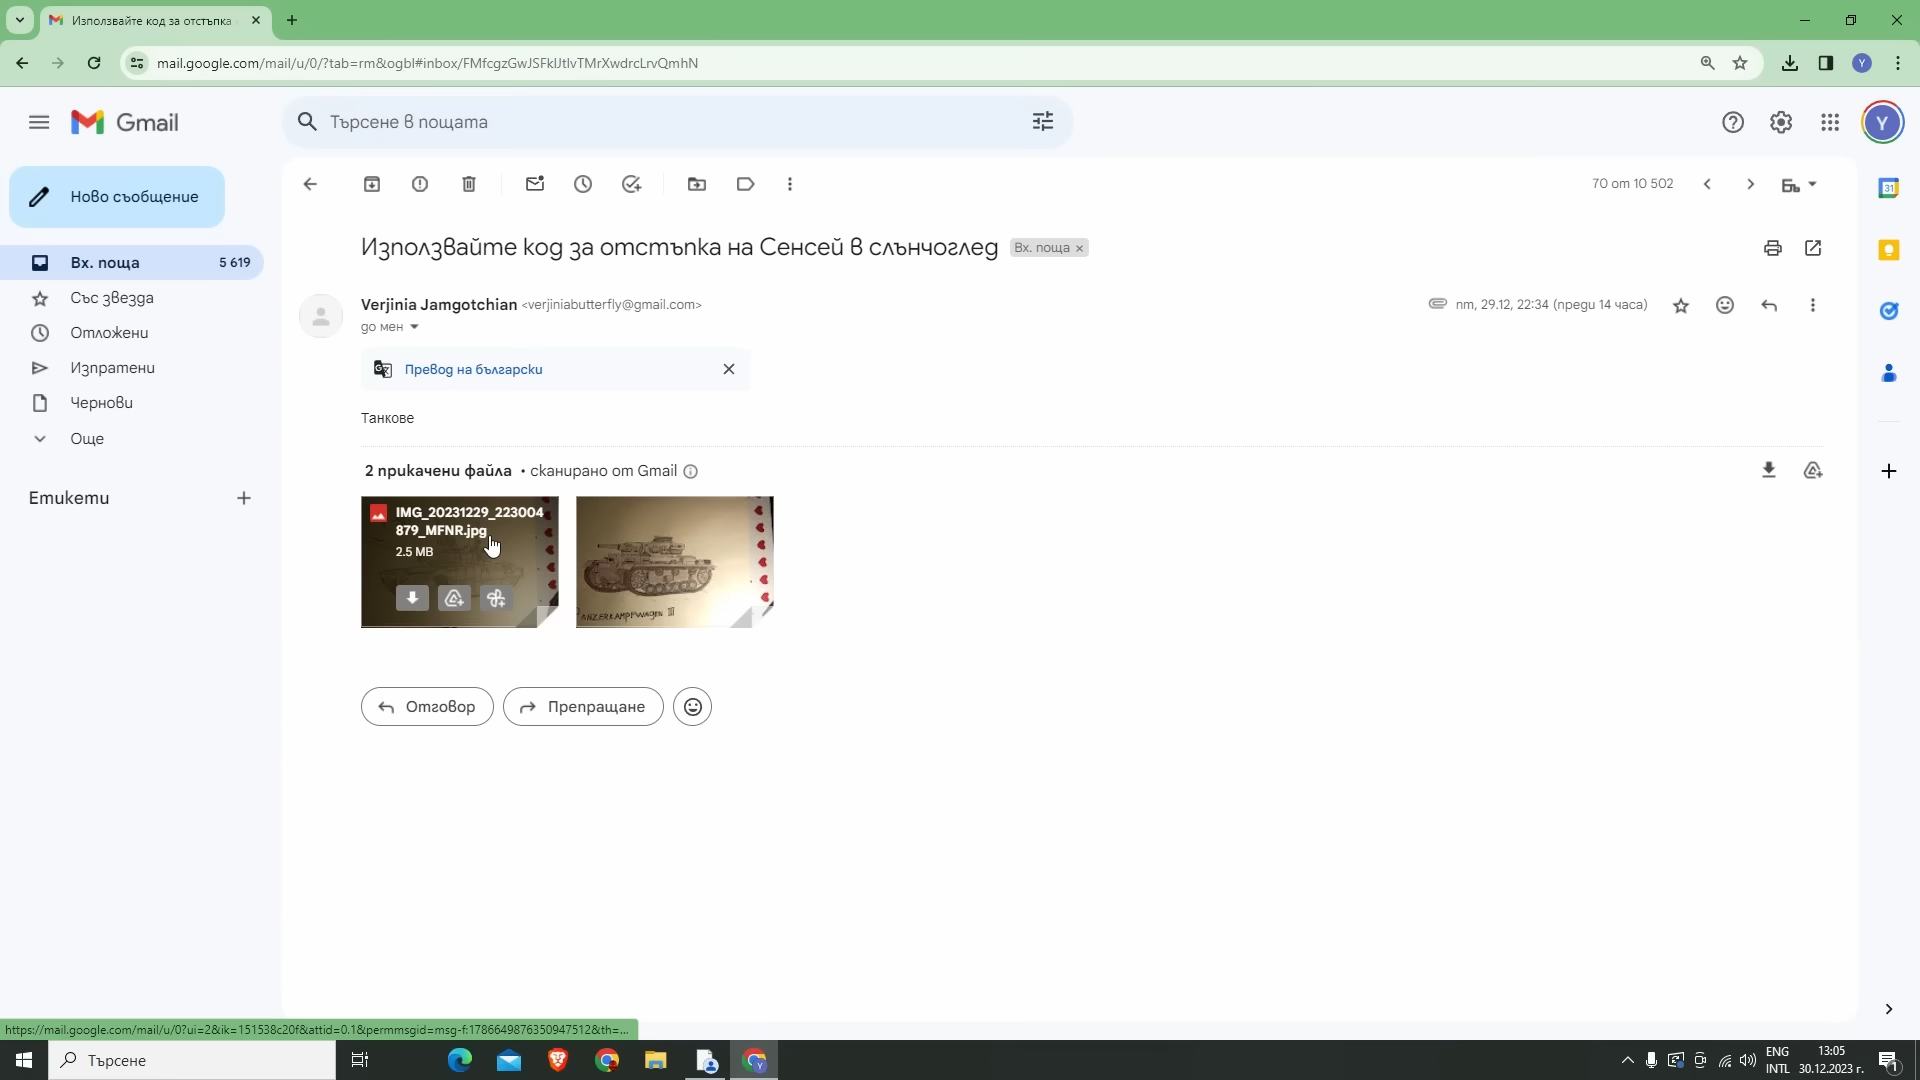 Използвайте код за отстъпка
mail.google.com/mail/u/0/?tab=rm&ogbl#inbox/FMfcgzGwJSFkIJtlvTMrXwdrcLrvQmhN
Gmail
Търсене в пощата
Y
Ново съобщение
70 от 10 502
Вх. поща 5 619
Със звезда
Отложени
Изпратени
Чернови
Още
Етикети
Използвайте код за отстъпка на Сенсей в слънчоглед Вх. поща ×
Verjinia Jamgotchian <verjiniabutterfly@gmail.com>
пт, 29.12, 22:34 (преди 14 часа)
до мен
Превод на български
Танкове
2 прикачени файла • сканирано от Gmail
IMG_20231229_223004
879_MFNR.jpg
2.5 MB
PANZERKAMPFWAGEN III
Отговор
Препращане
31
https://mail.google.com/mail/u/0?ui=2&ik=151538c20f&attid=0.1&permmsgid=msg-f:1786649876350947512&th=...
Търсене
ENG
INTL
13:05
30.12.2023 г.
1